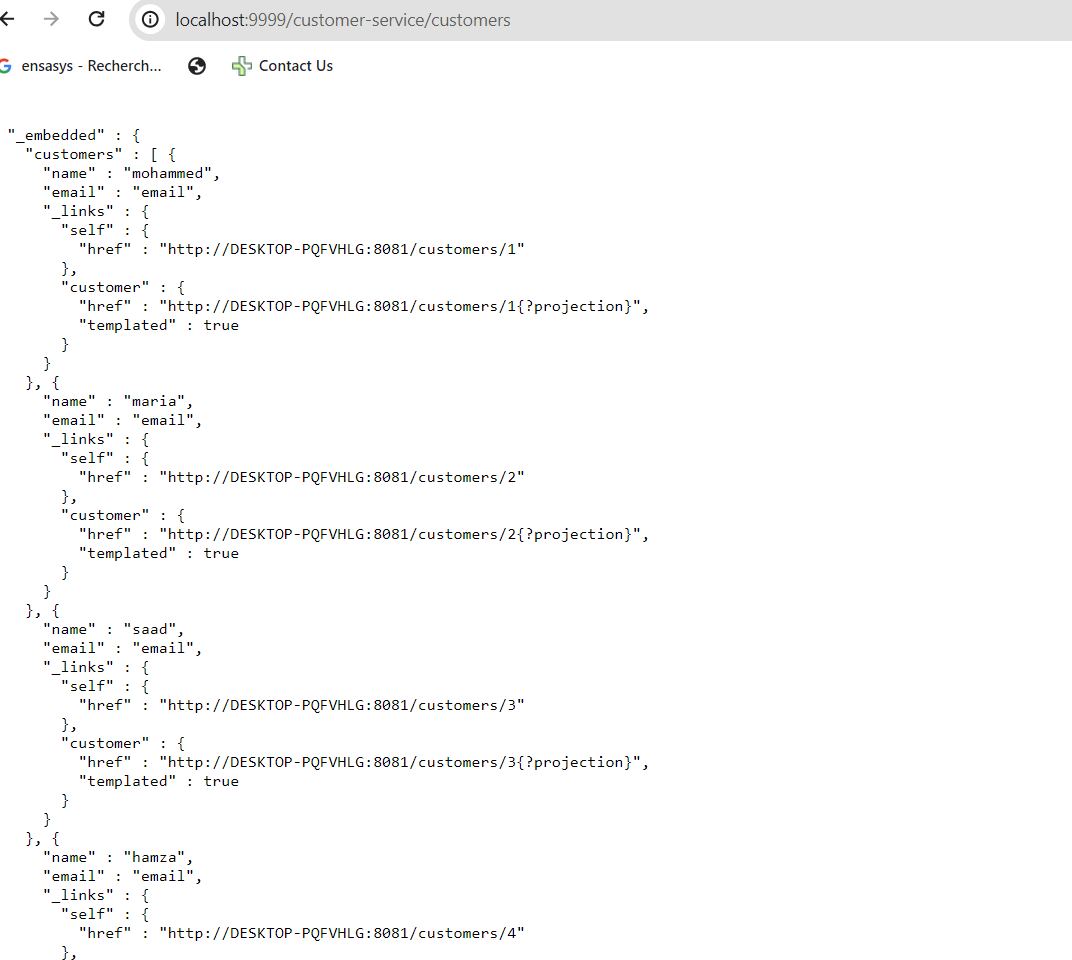 localhost:9999/customer-service/customers
ensasys - Recherch... Contact Us
"_embedded" : {
"customers" : [ {
"name" : "mohammed",
"email" : "email",
"_links" : {
"self" : {
"href" : "http://DESKTOP-PQFVHLG:8081/customers/1"
},
"customer" : {
"href" : "http://DESKTOP-PQFVHLG:8081/customers/1{?projection}",
"templated" : true
}
}
}, {
"name" : "maria",
"email" : "email",
"_links" : {
"self" : {
"href" : "http://DESKTOP-PQFVHLG:8081/customers/2"
},
"customer" : {
"href" : "http://DESKTOP-PQFVHLG:8081/customers/2{?projection}",
"templated" : true
}
}
}, {
"name" : "saad",
"email" : "email",
"_links" : {
"self" : {
"href" : "http://DESKTOP-PQFVHLG:8081/customers/3"
},
"customer" : {
"href" : "http://DESKTOP-PQFVHLG:8081/customers/3{?projection}",
"templated" : true
}
}
}, {
"name" : "hamza",
"email" : "email",
"_links" : {
"self" : {
"href" : "http://DESKTOP-PQFVHLG:8081/customers/4"
},